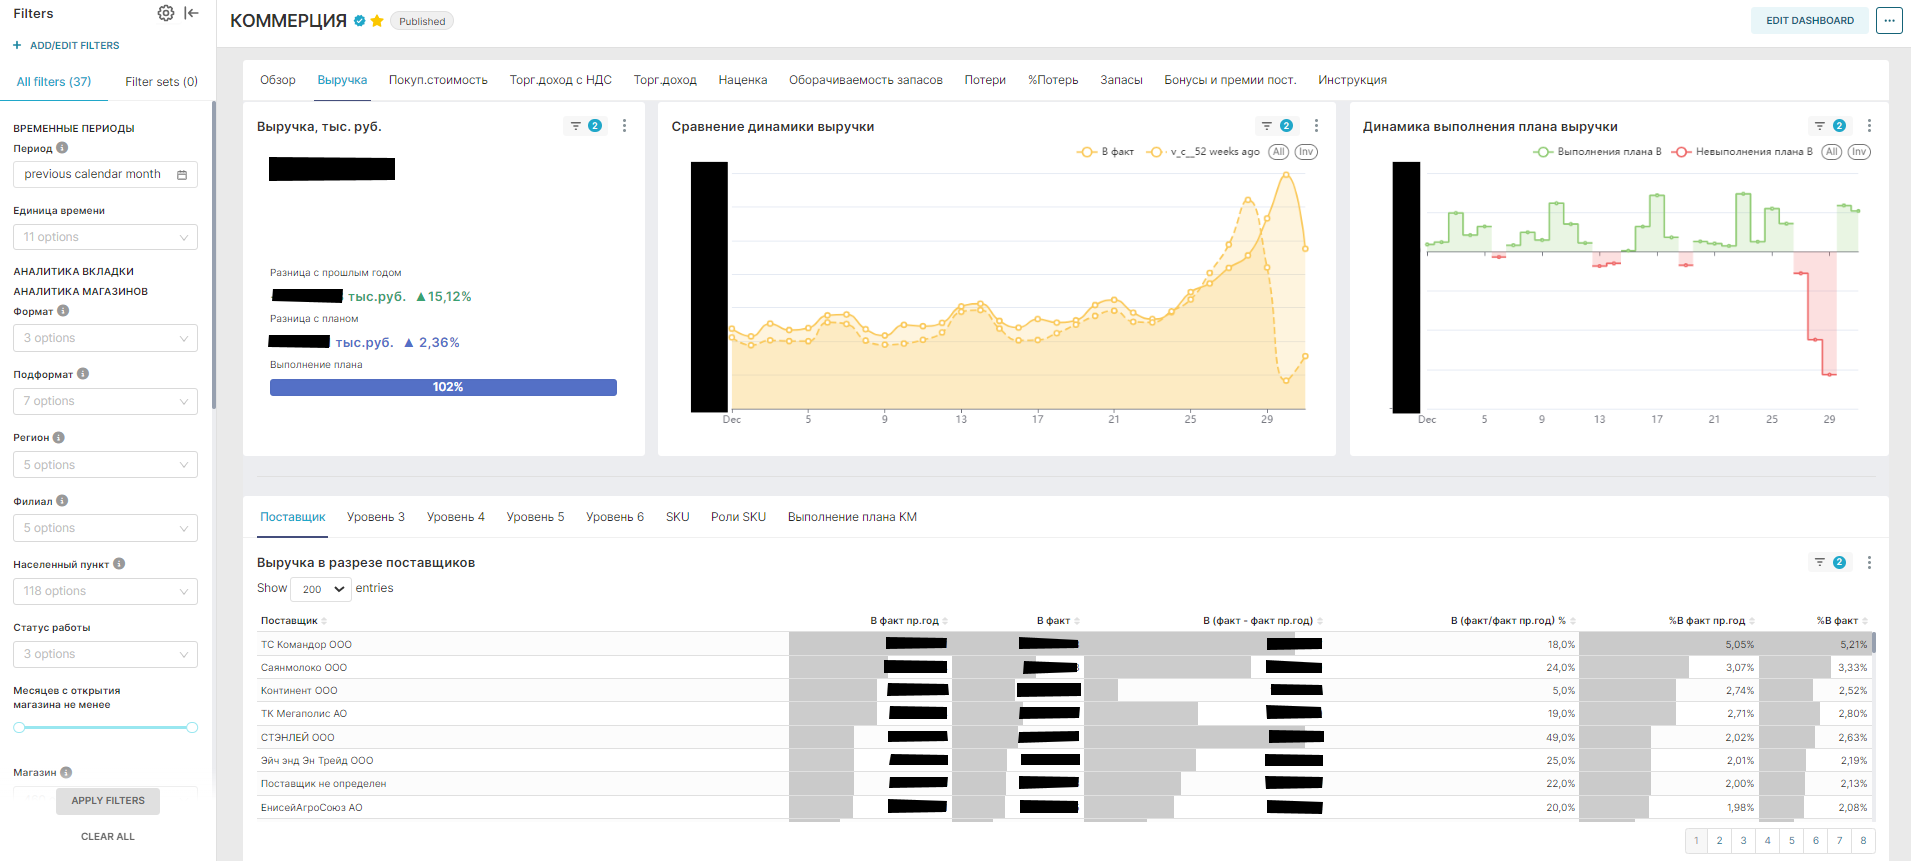 Filters
ADD/EDIT FILTERS
All filters (37)
Filter sets (0)
ВРЕМЕННЫЕ ПЕРИОДЫ
Период
previous calendar month
Единица времени
11 options
АНАЛИТИКА ВКЛАДКИ
АНАЛИТИКА МАГАЗИНОВ
Формат
3 options
Подформат
7 options
Регион
5 options
Филиал
5 options
Населенный пункт
118 options
Статус работы
3 options
Месяцев с открытия
магазина не менее
Магазин
APPLY FILTERS
CLEAR ALL
КОММЕРЦИЯ
Published
EDIT DASHBOARD
Обзор Выручка Покуп.стоимость Торг.доход с НДС Торг.доход Наценка Оборачиваемость запасов Потери %Потерь Запасы Бонусы и премии пост. Инструкция
Выручка, тыс. руб.
2
Разница с прошлым годом
тыс.руб. ▲15,12%
Разница с планом
тыс.руб. ▲ 2,36%
Выполнение плана
102%
Сравнение динамики выручки
2
В факт v_c__52 weeks ago All Inv
Dec 5 9 13 17 21 25 29
Динамика выполнения плана выручки
2
Выполнения плана В Невыполнения плана В All Inv
Dec 5 9 13 17 21 25 29
Поставщик Уровень 3 Уровень 4 Уровень 5 Уровень 6 SKU Роли SKU Выполнение плана КМ
Выручка в разрезе поставщиков
2
Show 200 entries
Поставщик В факт пр.год В факт В (факт - факт пр.год) В (факт/факт пр.год) % %В факт пр.год %В факт
ТС Командор ООО 18,0% 5,05% 5,21%
Саянмолоко ООО 24,0% 3,07% 3,33%
Континент ООО 5,0% 2,74% 2,52%
ТК Мегаполис АО 19,0% 2,71% 2,80%
СТЭНЛЕЙ ООО 49,0% 2,02% 2,63%
Эйч энд Эн Трейд ООО 25,0% 2,01% 2,19%
Поставщик не определен 22,0% 2,00% 2,13%
ЕнисейАгроСоюз АО 20,0% 1,98% 2,08%
1 2 3 4 5 6 7 8